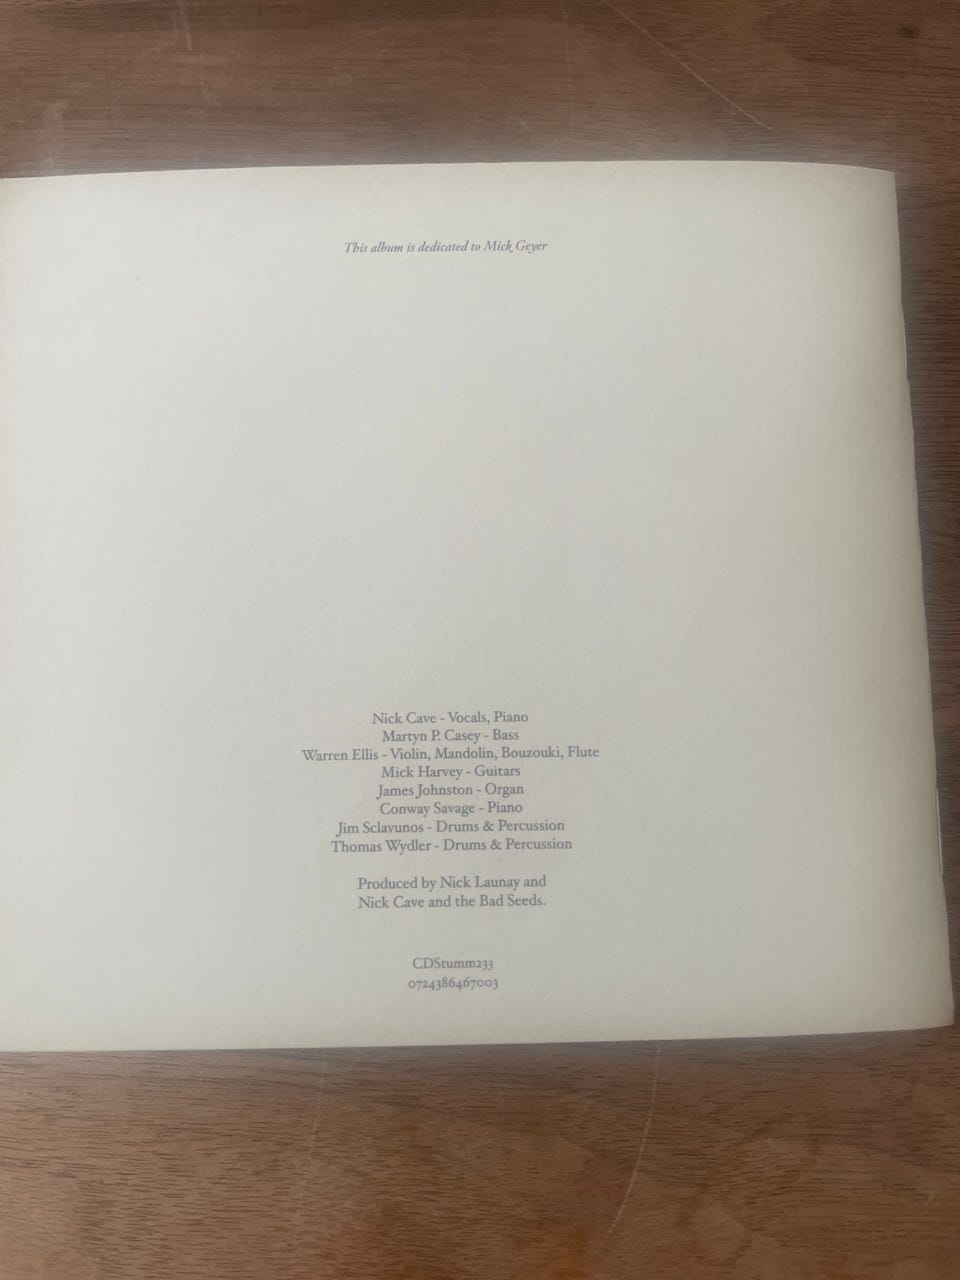 This album is dedicated to Mick Geyer
Nick Cave - Vocals, Piano
Martyn P. Casey - Bass
Warren Ellis - Violin, Mandolin, Bouzouki, Flute
Mick Harvey - Guitars
James Johnston - Organ
Conway Savage - Piano
Jim Sclavunos - Drums & Percussion
Thomas Wydler - Drums & Percussion
Produced by Nick Launay and
Nick Cave and the Bad Seeds.
CDStumm233
0724386467003